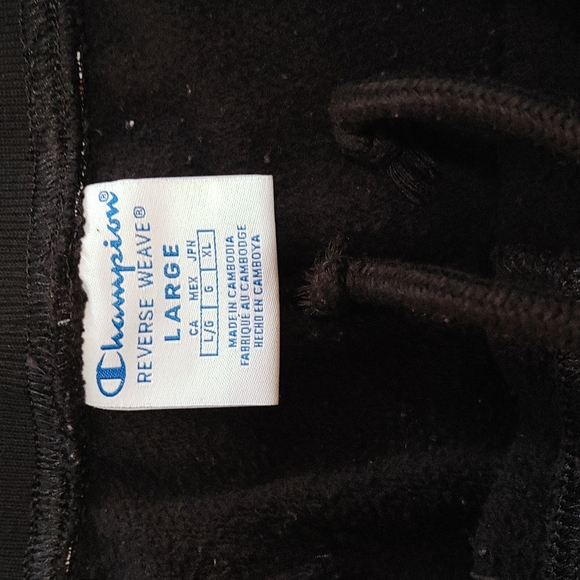 Champion®
REVERSE WEAVE®
LARGE
CA MEX JPN
L/G G XL
MADE IN CAMBODIA
FABRIQUÉ AU CAMBODGE
HECHO EN CAMBOYA